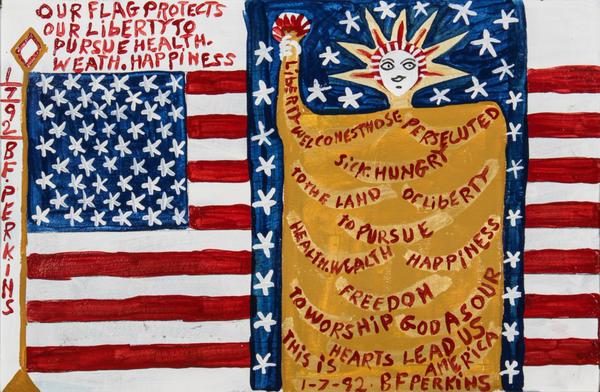 OUR FLAG PROTECTS
OUR LiBERTY TO
PURSUE HEALTH.
WEATH. HAPPINESS
1-7-92 BF. PERKINS
LiBERTY WELCOMES THOSE PERSECUTED
SiCK. HUNGRY
TO THE LAND OF LIBERTY
TO PURSUE
HEALTH. WEALTH HAPPINESS
FREEDOM
TO WORSHiP GOD AS OUR
HEARTS LEAD US
THIS iS AMERICA
1-7-92. BF PERKINS